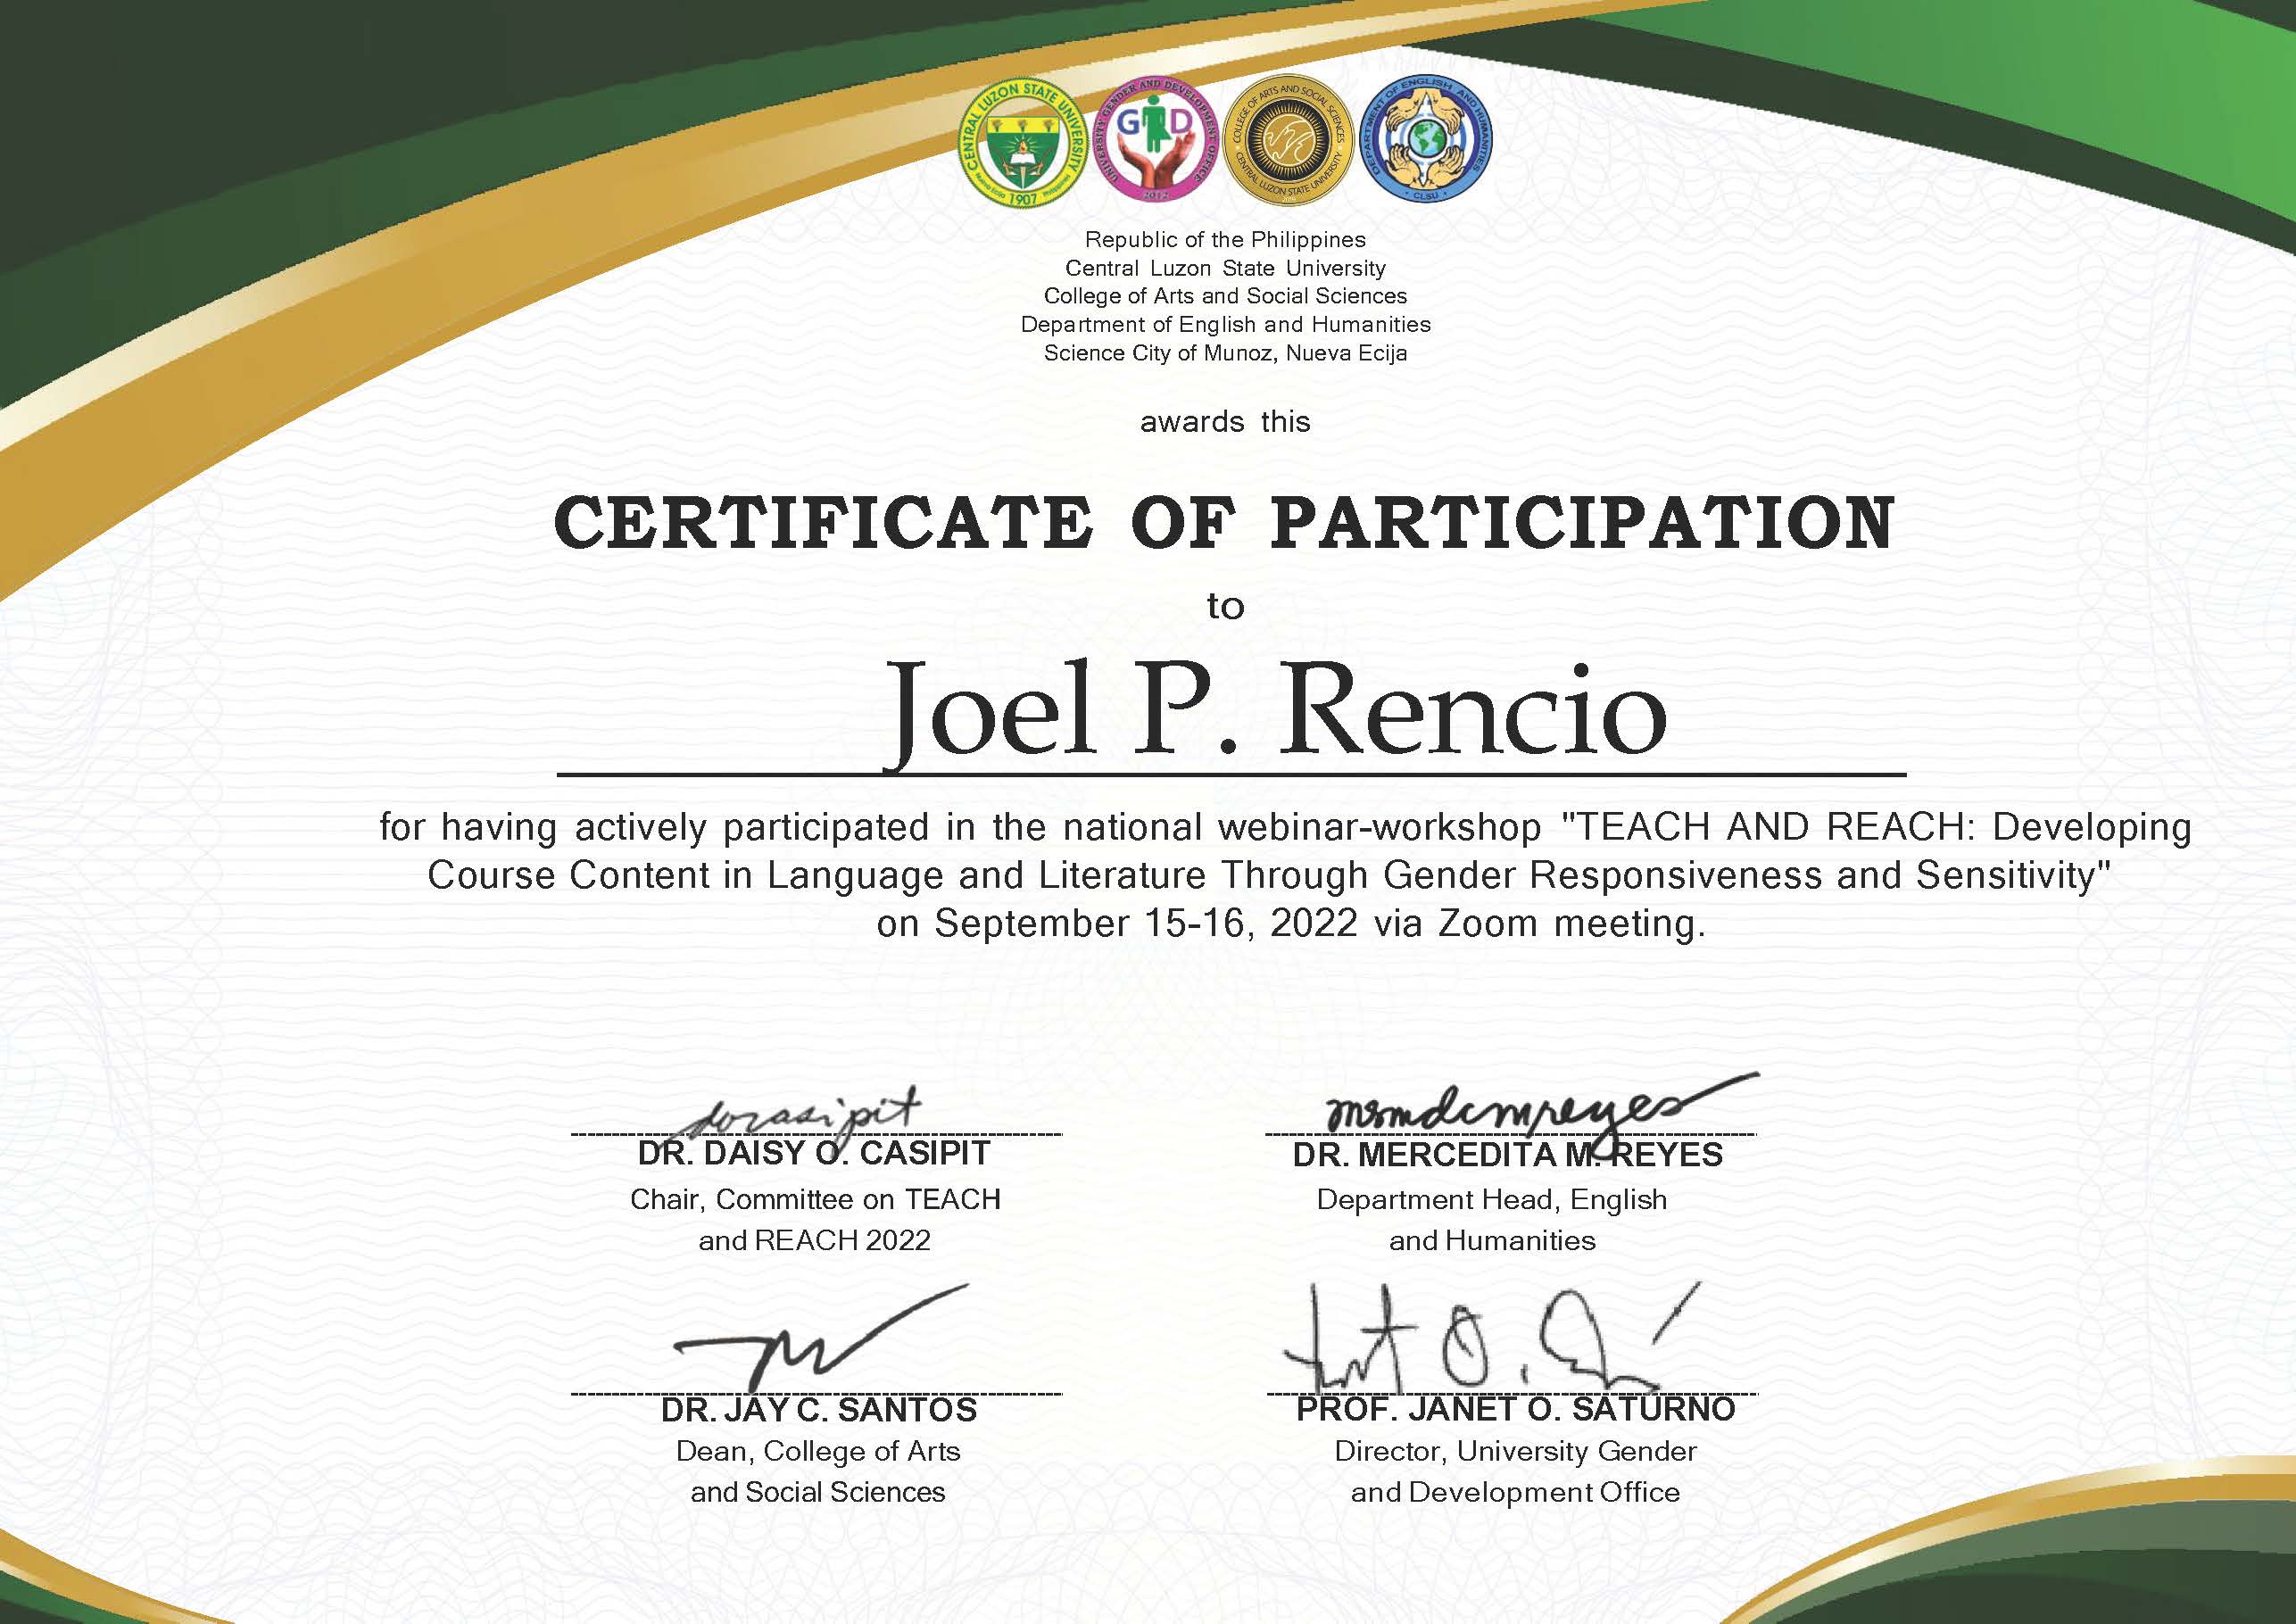 CENTRAL LUZON STATE UNIVERSITY
1907
UNIVERSITY GENDER AND DEVELOPMENT OFFICE
G D
2012
COLLEGE OF ARTS AND SOCIAL SCIENCES
CENTRAL LUZON STATE UNIVERSITY
DEPARTMENT OF ENGLISH AND HUMANITIES
CLSU
Republic of the Philippines
Central Luzon State University
College of Arts and Social Sciences
Department of English and Humanities
Science City of Munoz, Nueva Ecija
awards this
CERTIFICATE OF PARTICIPATION
to
Joel P. Rencio
for having actively participated in the national webinar-workshop "TEACH AND REACH: Developing
Course Content in Language and Literature Through Gender Responsiveness and Sensitivity"
on September 15-16, 2022 via Zoom meeting.
DR. DAISY O. CASIPIT
Chair, Committee on TEACH
and REACH 2022
DR. MERCEDITA M. REYES
Department Head, English
and Humanities
DR. JAY C. SANTOS
Dean, College of Arts
and Social Sciences
PROF. JANET O. SATURNO
Director, University Gender
and Development Office